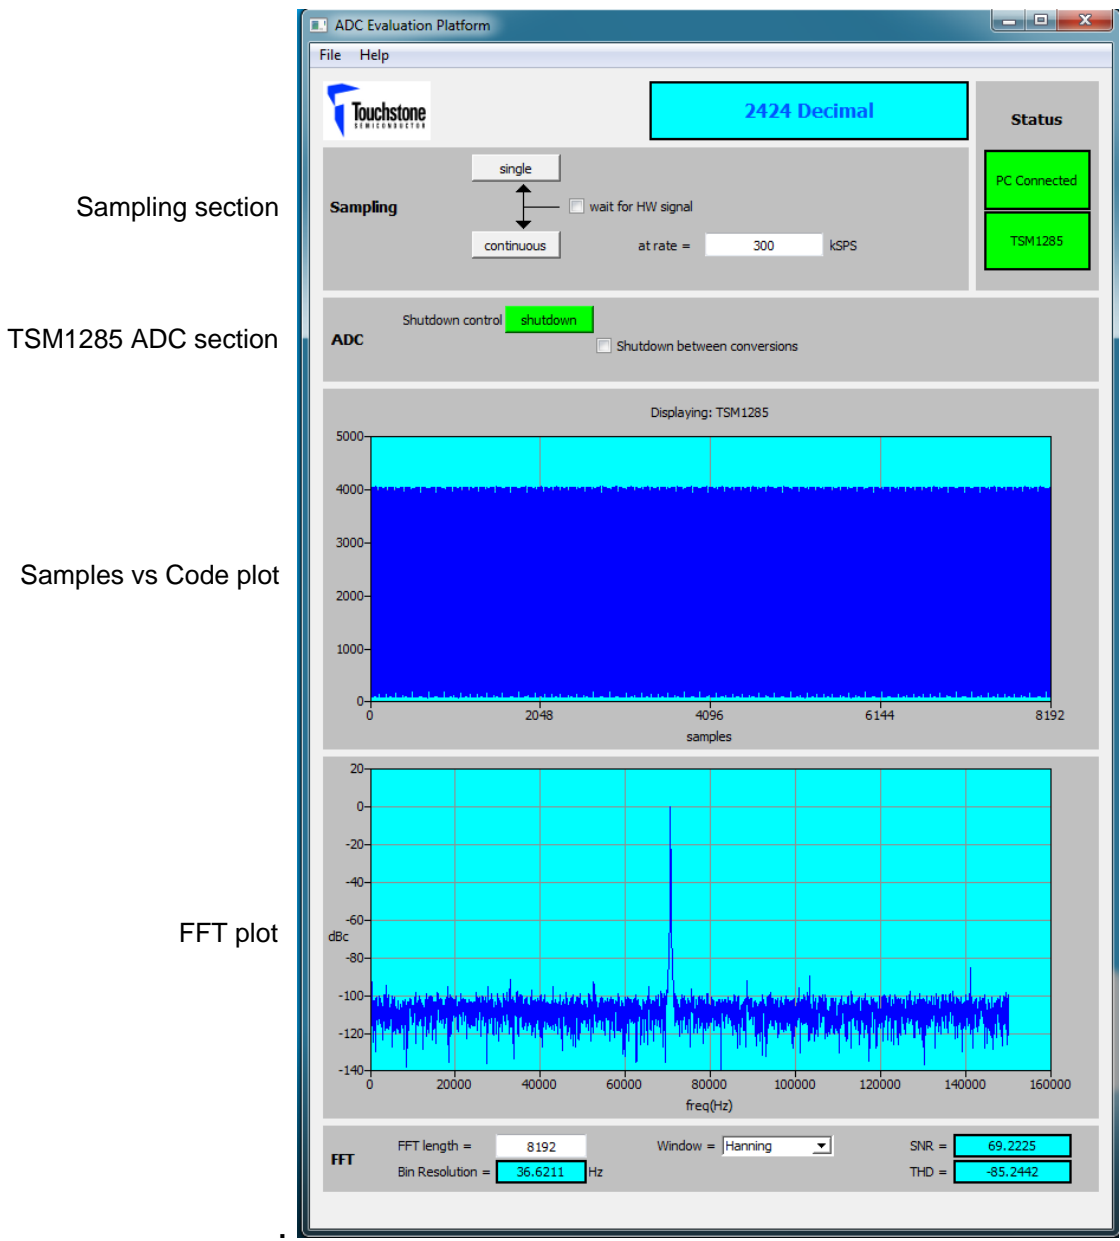 ADC Evaluation Platform
File Help
Touchstone
SEMICONDUCTOR
2424 Decimal
Status
PC Connected
TSM1285
Sampling section
Sampling
single
wait for HW signal
continuous
at rate = 300 kSPS
TSM1285 ADC section
ADC
Shutdown control shutdown
Shutdown between conversions
Samples vs Code plot
Displaying: TSM1285
5000
4000
3000
2000
1000
0
0 2048 4096 6144 8192
samples
FFT plot
20
0
-20
-40
-60
dBc
-80
-100
-120
-140
0 20000 40000 60000 80000 100000 120000 140000 160000
freq(Hz)
FFT
FFT length = 8192 Window = Hanning SNR = 69.2225
Bin Resolution = 36.6211 Hz THD = -85.2442